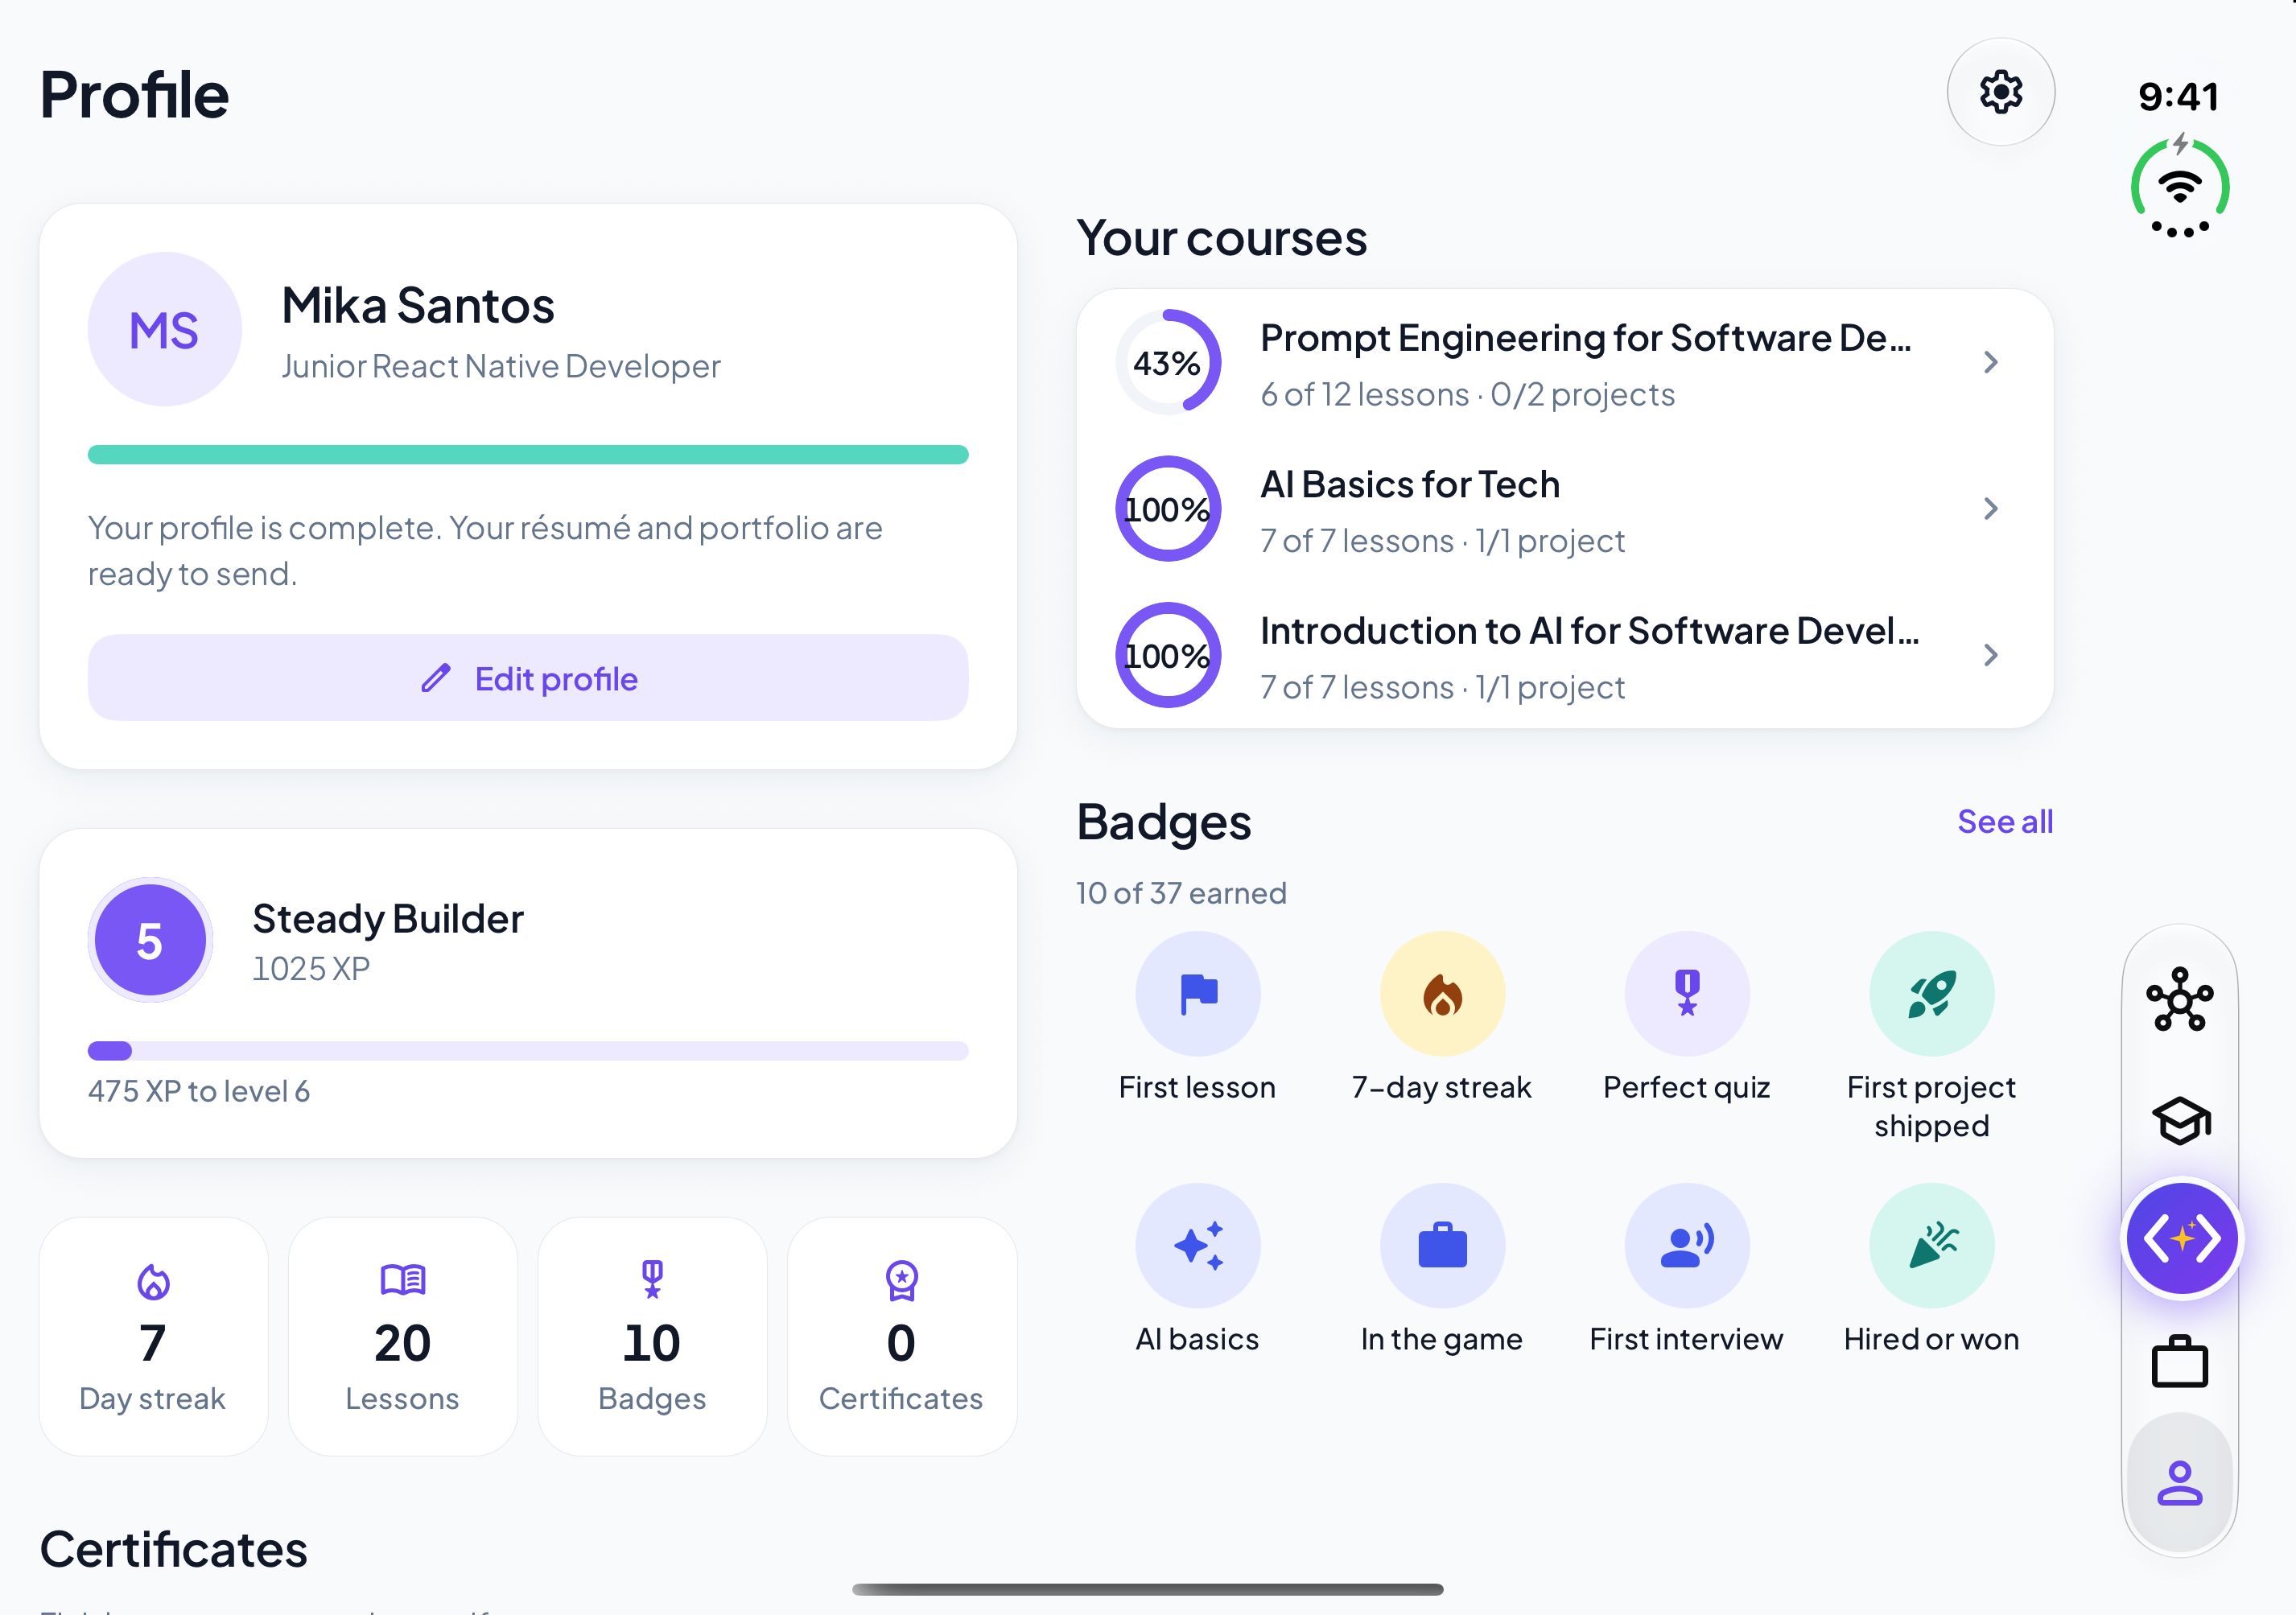 Profile
9:41
MS
Mika Santos
Junior React Native Developer
Your profile is complete. Your résumé and portfolio are
ready to send.
Edit profile
5
Steady Builder
1025 XP
475 XP to level 6
7
Day streak
20
Lessons
10
Badges
0
Certificates
Certificates
Your courses
43%
Prompt Engineering for Software De...
6 of 12 lessons · 0/2 projects
100%
AI Basics for Tech
7 of 7 lessons · 1/1 project
100%
Introduction to AI for Software Devel...
7 of 7 lessons · 1/1 project
Badges
See all
10 of 37 earned
First lesson
7-day streak
Perfect quiz
First project
shipped
AI basics
In the game
First interview
Hired or won